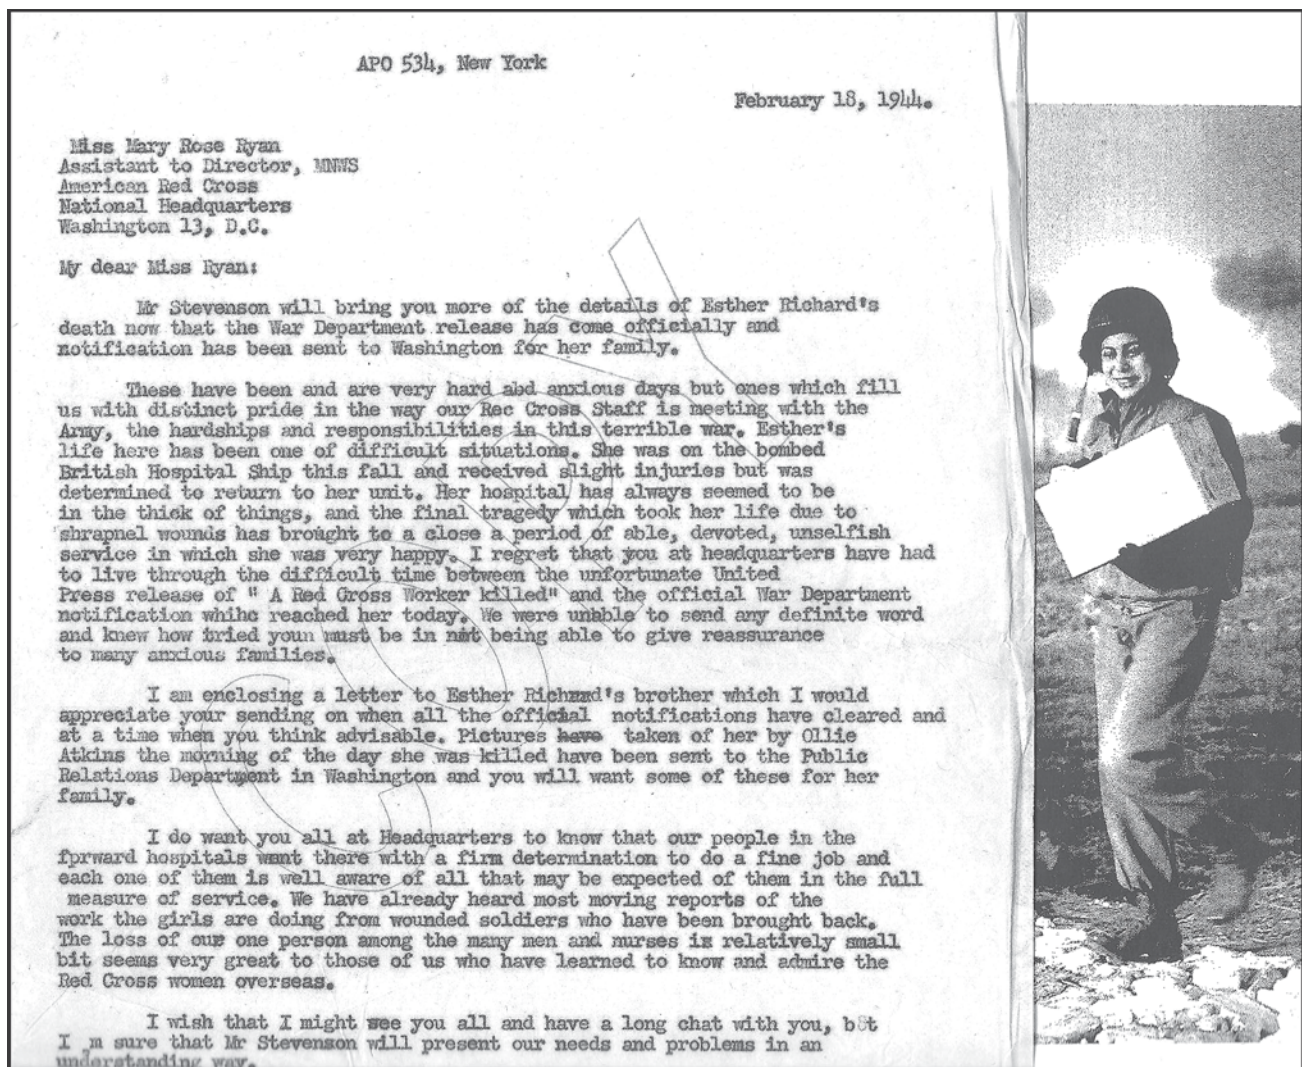 APO 534, New York
February 18, 1944.
Miss Mary Rose Ryan
Assistant to Director, MNWS
American Red Cross
National Headquarters
Washington 13, D.C.
My dear Miss Ryan:
Mr Stevenson will bring you more of the details of Esther Richard's
death now that the War Department release has come officially and
notification has been sent to Washington for her family.
These have been and are very hard abd anxious days but ones which fill
us with distinct pride in the way our Rec Cross Staff is meeting with the
Army, the hardships and responsibilities in this terrible war. Esther's
life here has been one of difficult situations. She was on the bombed
British Hospital Ship this fall and received slight injuries but was
determined to return to her unit. Her hospital has always seemed to be
in the thick of things, and the final tragedy which took her life due to
shrapnel wounds has brought to a close a period of able, devoted, unselfish
service in which she was very happy. I regret that you at headquarters have had
to live through the difficult time between the unfortunate United
Press release of " A Red Cross Worker killed" and the official War Department
notification whihc reached her today. We were unable to send any definite word
and knew how tried youn must be in not being able to give reassurance
to many anxious families.
I am enclosing a letter to Esther Richard's brother which I would
appreciate your sending on when all the official notifications have cleared and
at a time when you think advisable. Pictures have taken of her by Ollie
Atkins the morning of the day she was killed have been sent to the Public
Relations Department in Washington and you will want some of these for her
family.
I do want you all at Headquarters to know that our people in the
forward hospitals want there with a firm determination to do a fine job and
each one of them is well aware of all that may be expected of them in the full
measure of service. We have already heard most moving reports of the
work the girls are doing from wounded soldiers who have been brought back.
The loss of our one person among the many men and nurses is relatively small
bit seems very great to those of us who have learned to know and admire the
Red Cross women overseas.
I wish that I might see you all and have a long chat with you, but
I m sure that Mr Stevenson will present our needs and problems in an
understanding way.
COPY